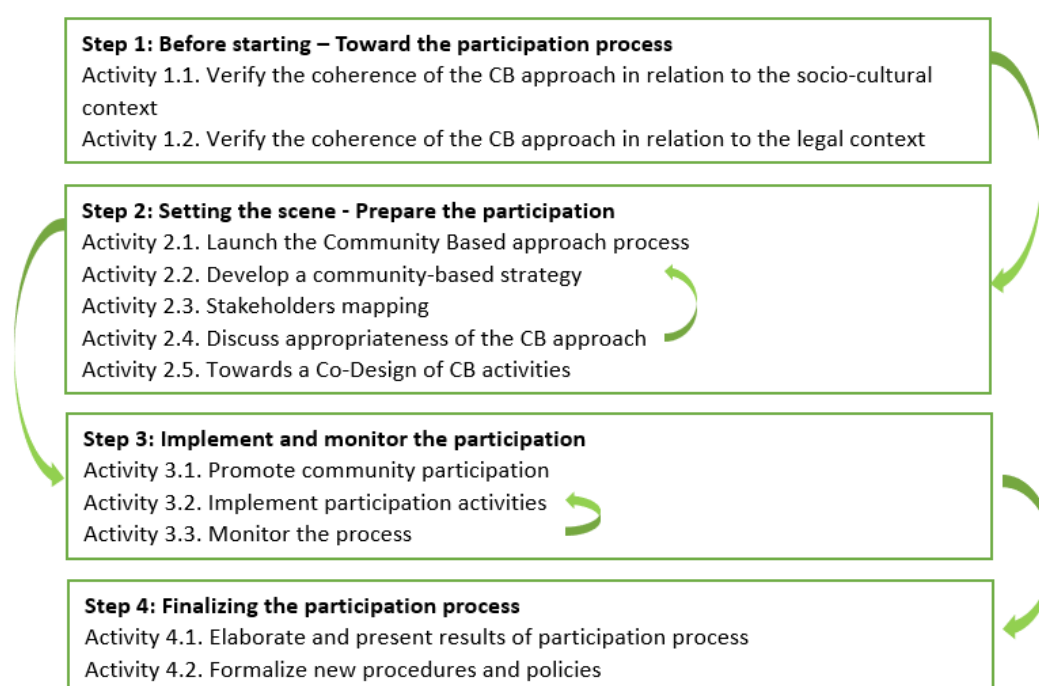 Step 1: Before starting – Toward the participation process
Activity 1.1. Verify the coherence of the CB approach in relation to the socio-cultural
context
Activity 1.2. Verify the coherence of the CB approach in relation to the legal context
Step 2: Setting the scene - Prepare the participation
Activity 2.1. Launch the Community Based approach process
Activity 2.2. Develop a community-based strategy
Activity 2.3. Stakeholders mapping
Activity 2.4. Discuss appropriateness of the CB approach
Activity 2.5. Towards a Co-Design of CB activities
Step 3: Implement and monitor the participation
Activity 3.1. Promote community participation
Activity 3.2. Implement participation activities
Activity 3.3. Monitor the process
Step 4: Finalizing the participation process
Activity 4.1. Elaborate and present results of participation process
Activity 4.2. Formalize new procedures and policies